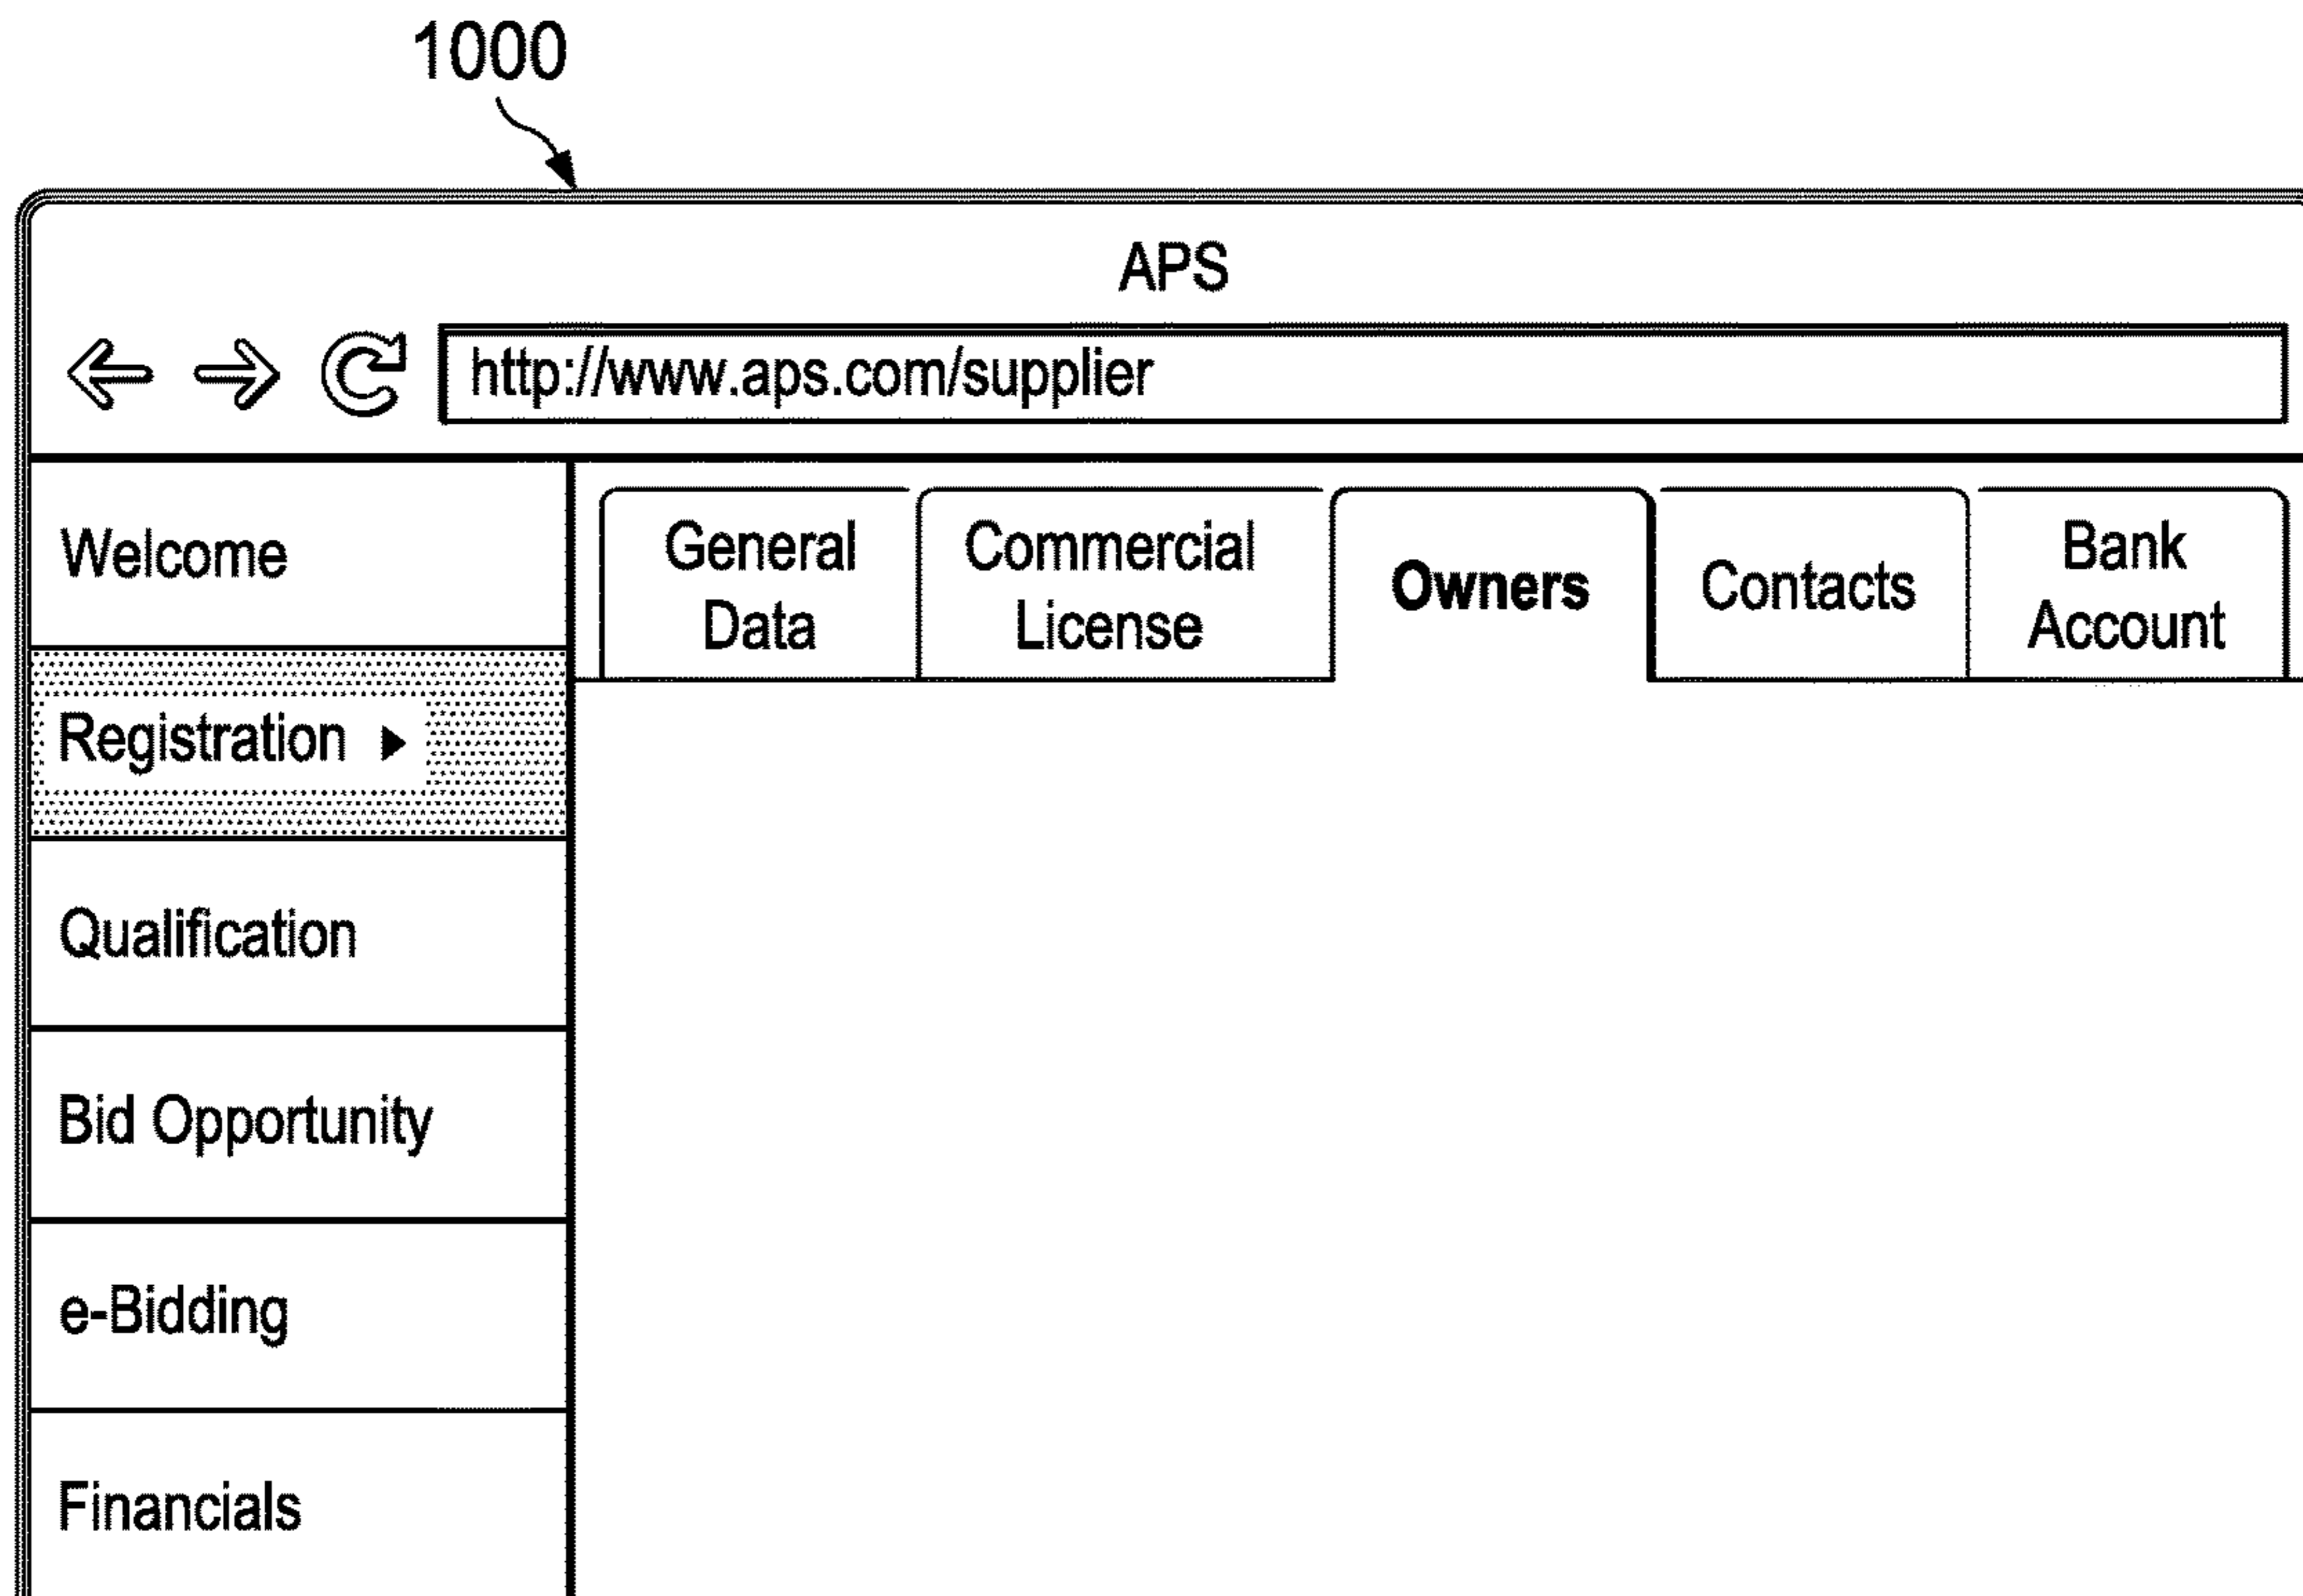 1000
APS
http://www.aps.com/supplier
Welcome
Registration ▶
Qualification
Bid Opportunity
e-Bidding
Financials
General
Data
Commercial
License
Owners
Contacts
Bank
Account